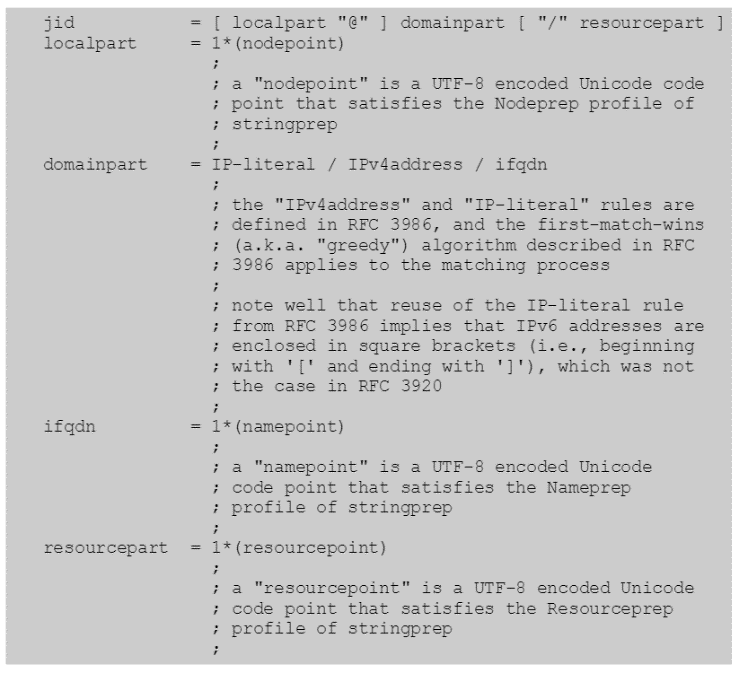 jid = [ localpart "@" ] domainpart [ "/" resourcepart ]
localpart = 1*(nodepoint)
;
; a "nodepoint" is a UTF-8 encoded Unicode code
; point that satisfies the Nodeprep profile of
; stringprep
;
domainpart = IP-literal / IPv4address / ifqdn
;
; the "IPv4address" and "IP-literal" rules are
; defined in RFC 3986, and the first-match-wins
; (a.k.a. "greedy") algorithm described in RFC
; 3986 applies to the matching process
;
; note well that reuse of the IP-literal rule
; from RFC 3986 implies that IPv6 addresses are
; enclosed in square brackets (i.e., beginning
; with '[' and ending with ']'), which was not
; the case in RFC 3920
;
ifqdn = 1*(namepoint)
;
; a "namepoint" is a UTF-8 encoded Unicode
; code point that satisfies the Nameprep
; profile of stringprep
;
resourcepart = 1*(resourcepoint)
;
; a "resourcepoint" is a UTF-8 encoded Unicode
; code point that satisfies the Resourceprep
; profile of stringprep
;